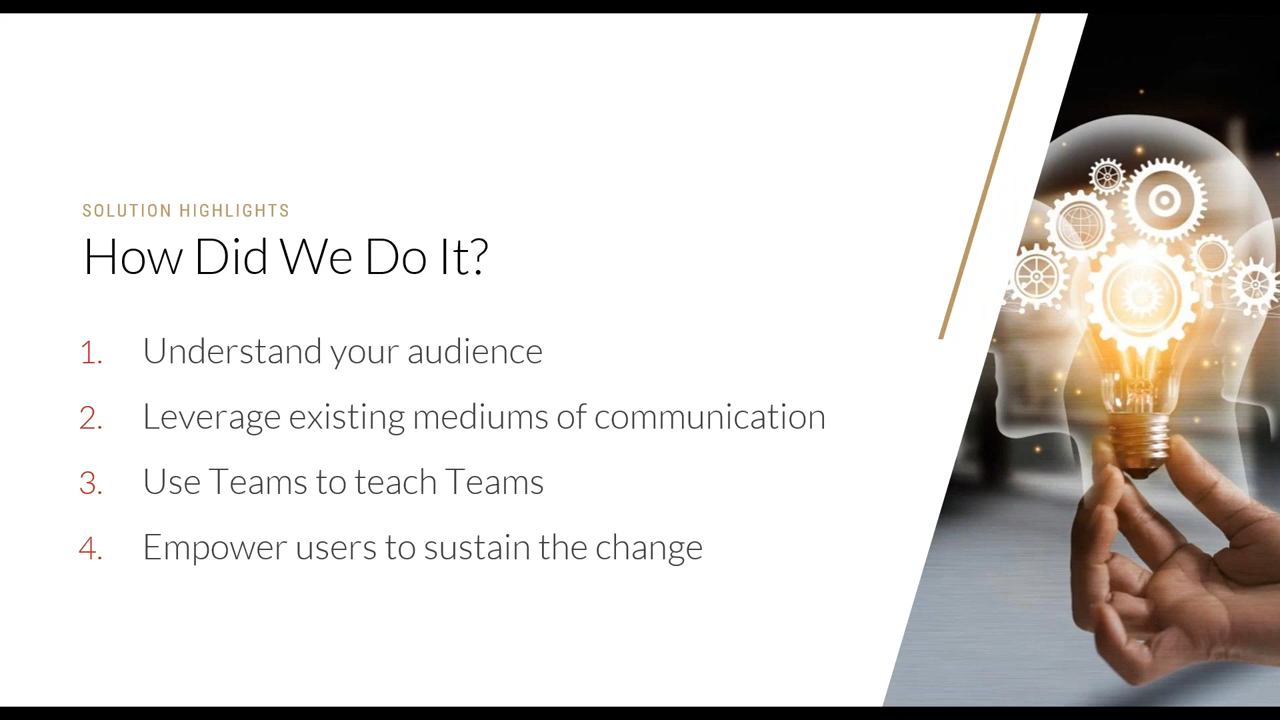 SOLUTION HIGHLIGHTS
How Did We Do It?
1. Understand your audience
2. Leverage existing mediums of communication
3. Use Teams to teach Teams
4. Empower users to sustain the change